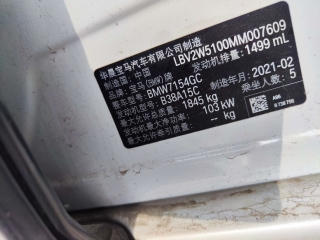 华晨宝马汽车有限公司制造
制造国: 中国 LBV2W5100MM007609
品牌: 宝马(BMW)牌 发动机排量: 1499 mL
整车型号: BMW7154GC
发动机型号: B38A15C 制造年月: 2021-02
最大允许总质量: 1845 kg 乘坐人数: 5
发动机最大净功率: 103 kW